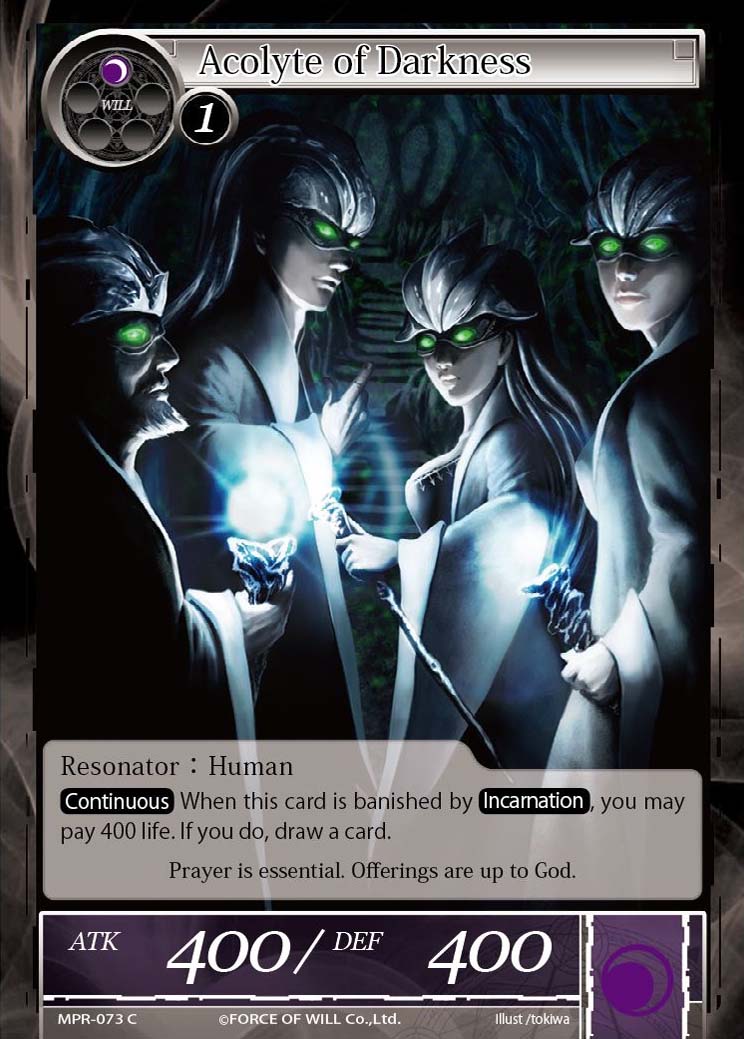 Acolyte of Darkness
WILL
1
Resonator : Human
Continuous When this card is banished by Incarnation, you may
pay 400 life. If you do, draw a card.
Prayer is essential. Offerings are up to God.
ATK 400 / DEF 400
MPR-073 C ©FORCE OF WILL Co.,Ltd. Illust /tokiwa